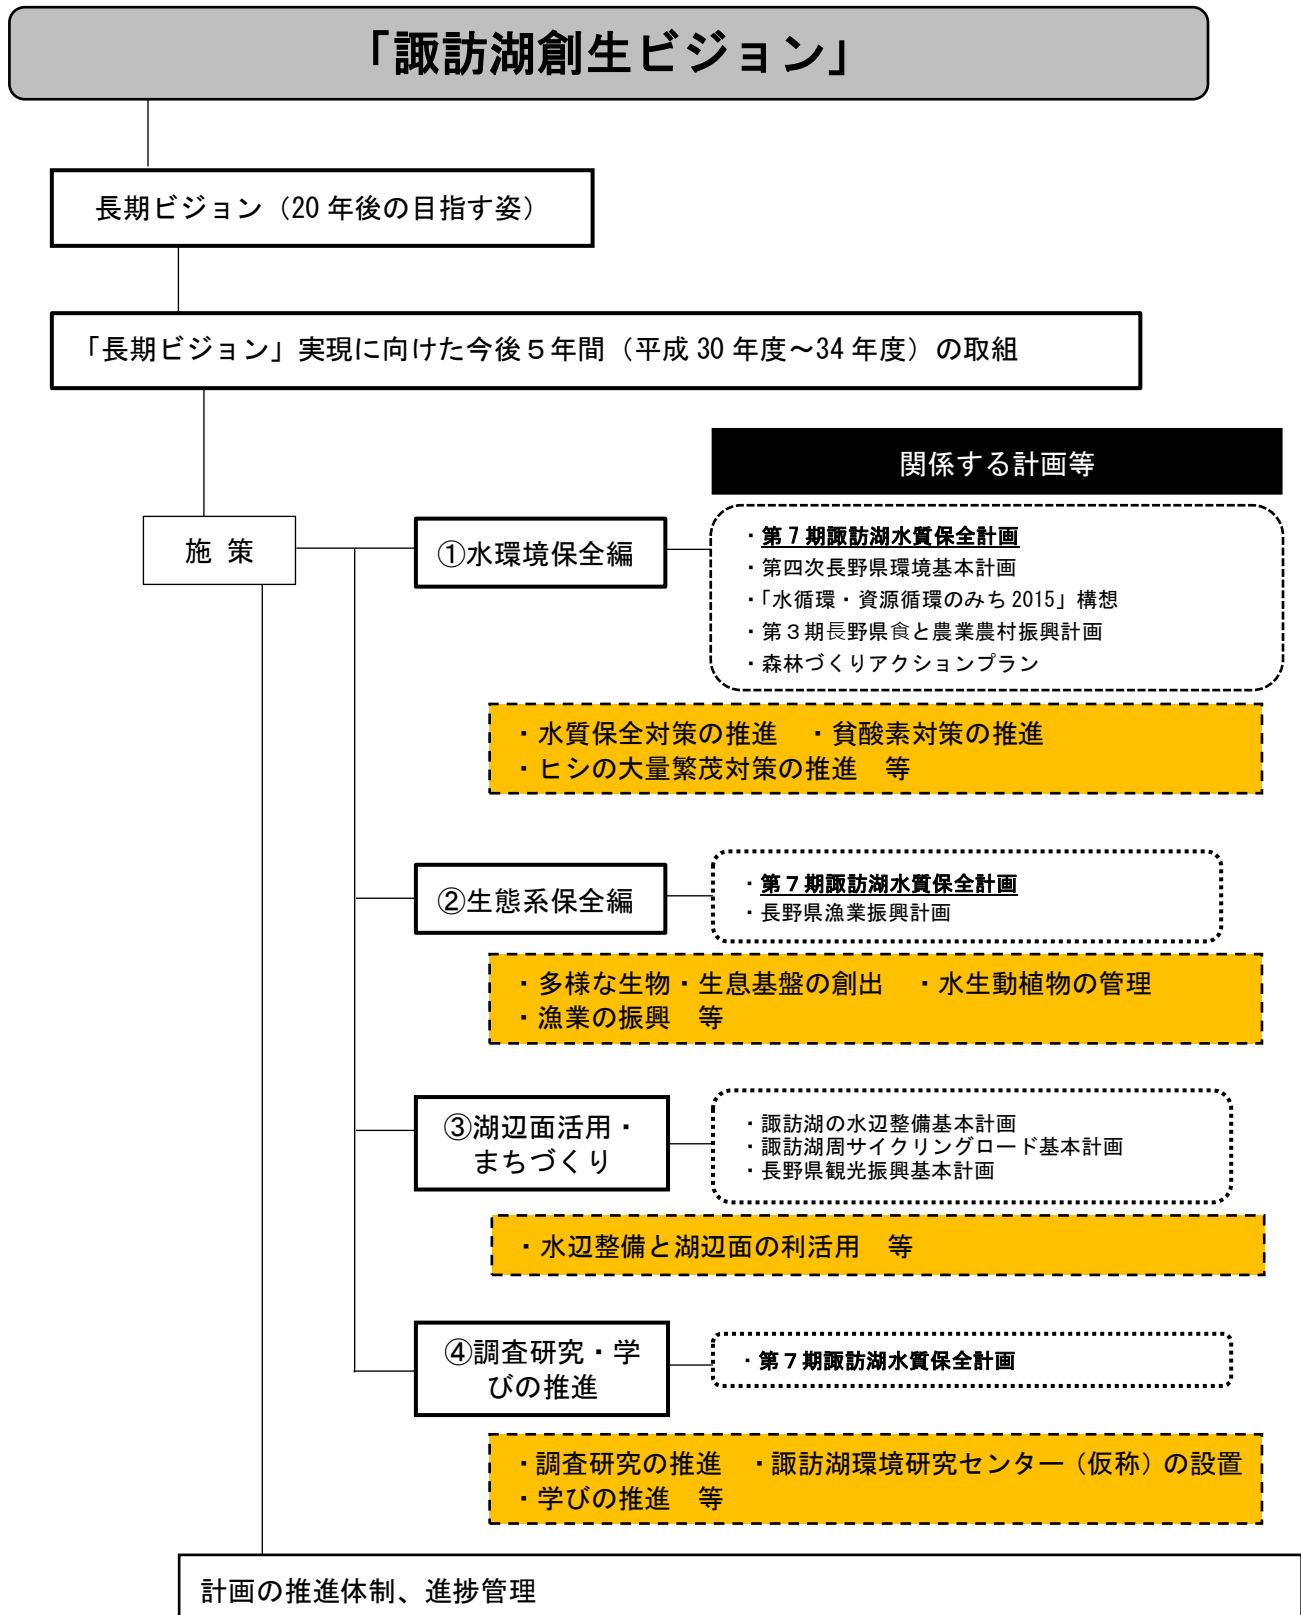 「諏訪湖創生ビジョン」
長期ビジョン（20 年後の目指す姿）
「長期ビジョン」実現に向けた今後５年間（平成 30 年度～34 年度）の取組
関係する計画等
施 策
①水環境保全編
・第７期諏訪湖水質保全計画
・第四次長野県環境基本計画
・「水循環・資源循環のみち 2015」構想
・第３期長野県食と農業農村振興計画
・森林づくりアクションプラン
・水質保全対策の推進　・貧酸素対策の推進
・ヒシの大量繁茂対策の推進　等
②生態系保全編
・第７期諏訪湖水質保全計画
・長野県漁業振興計画
・多様な生物・生息基盤の創出　・水生動植物の管理
・漁業の振興　等
③湖辺面活用・
まちづくり
・諏訪湖の水辺整備基本計画
・諏訪湖周サイクリングロード基本計画
・長野県観光振興基本計画
・水辺整備と湖辺面の利活用　等
④調査研究・学
びの推進
・第７期諏訪湖水質保全計画
・調査研究の推進　・諏訪湖環境研究センター（仮称）の設置
・学びの推進　等
計画の推進体制、進捗管理